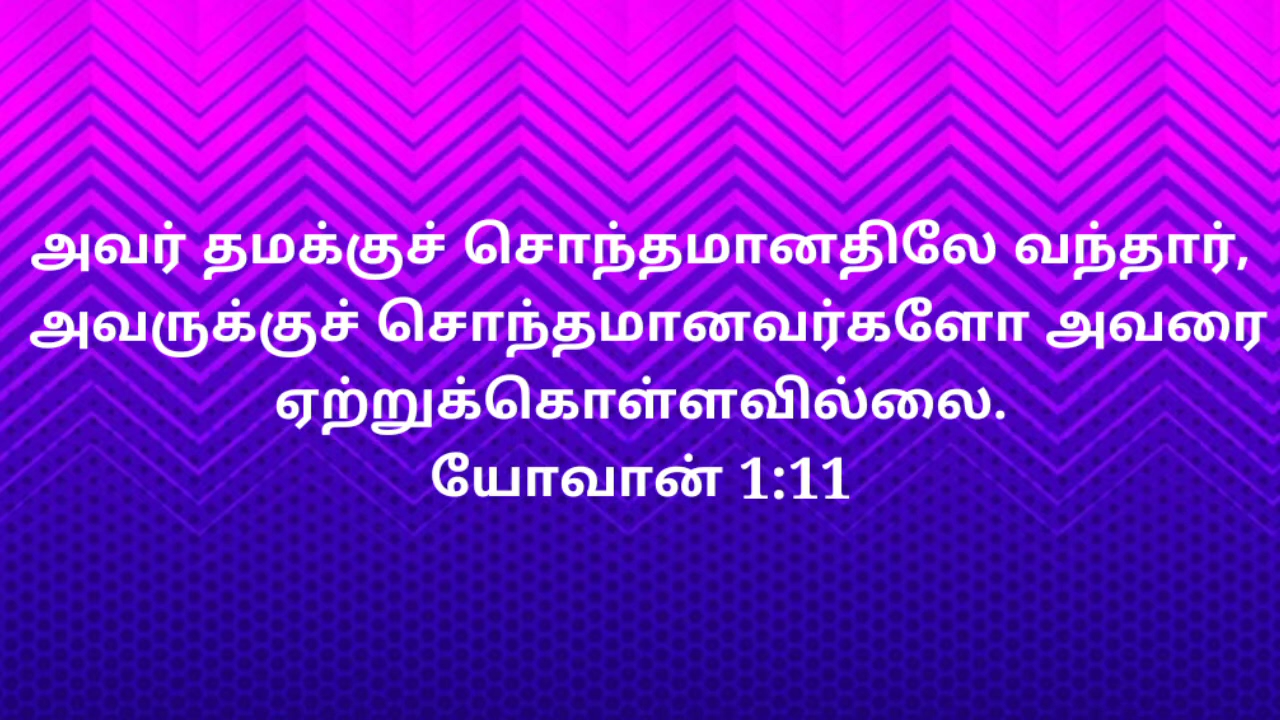 அவர் தமக்குச் சொந்தமானதிலே வந்தார்,
அவருக்குச் சொந்தமானவர்களோ அவரை
ஏற்றுக்கொள்ளவில்லை.
யோவான் 1:11